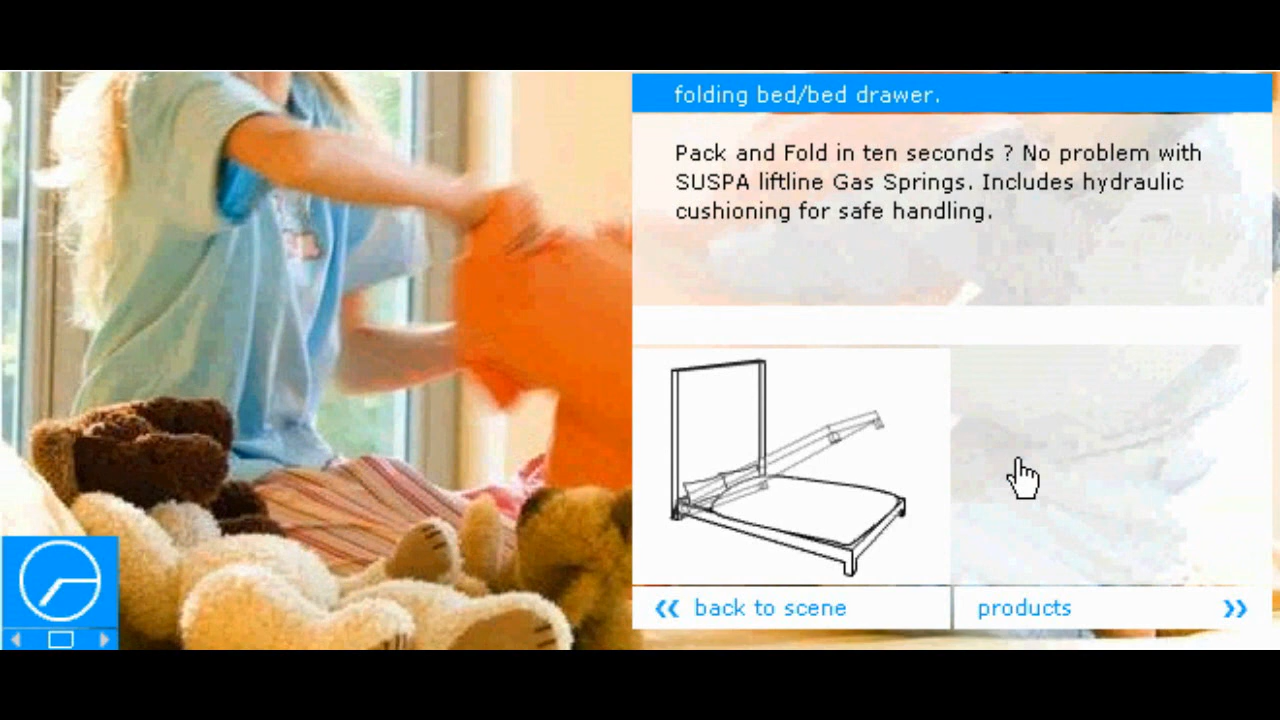 folding bed/bed drawer.
Pack and Fold in ten seconds ? No problem with
SUSPA liftline Gas Springs. Includes hydraulic
cushioning for safe handling.
back to scene
products